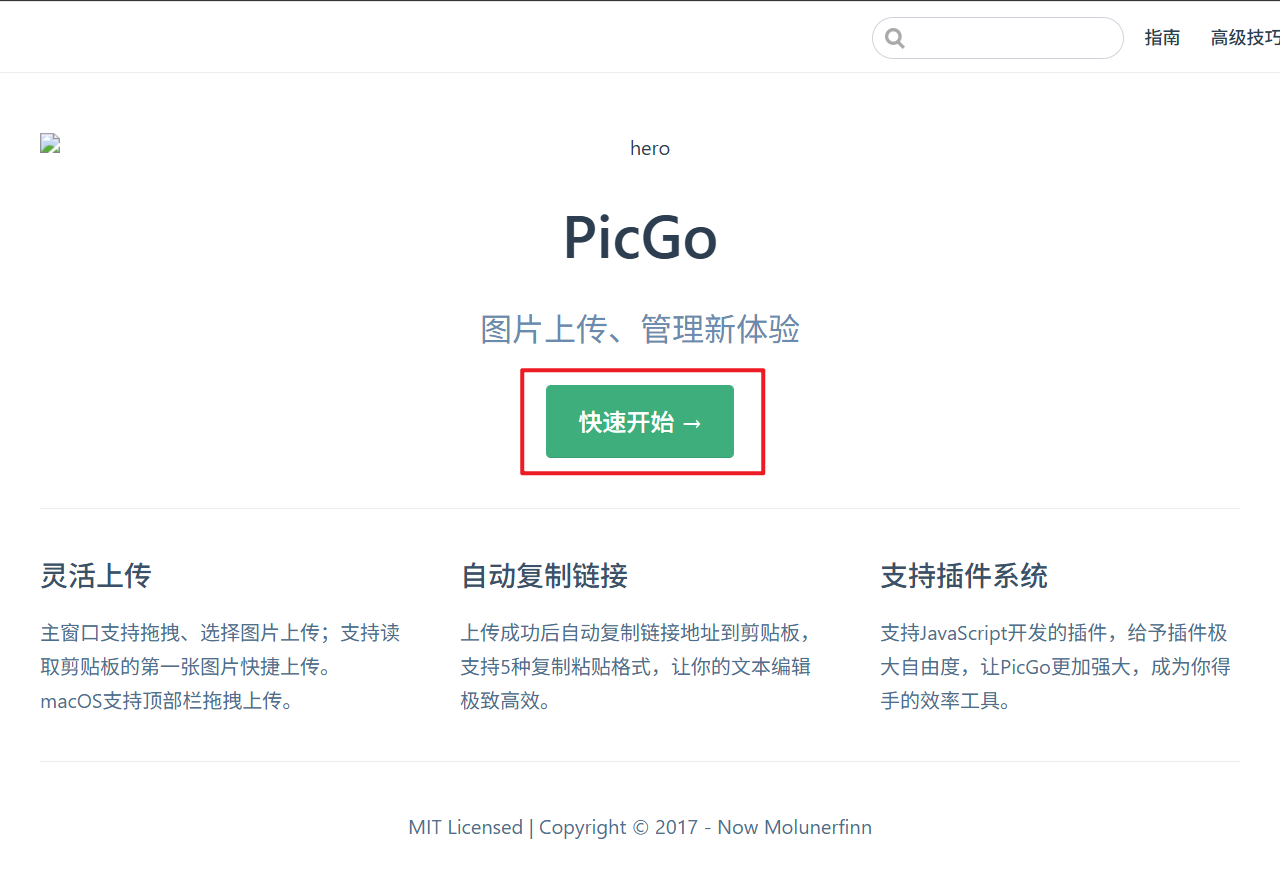 指南 高级技巧
hero
PicGo
图片上传、管理新体验
快速开始 →
灵活上传
主窗口支持拖拽、选择图片上传；支持读
取剪贴板的第一张图片快捷上传。
macOS支持顶部栏拖拽上传。
自动复制链接
上传成功后自动复制链接地址到剪贴板，
支持5种复制粘贴格式，让你的文本编辑
极致高效。
支持插件系统
支持JavaScript开发的插件，给予插件极
大自由度，让PicGo更加强大，成为你得
手的效率工具。
MIT Licensed | Copyright © 2017 - Now Molunerfinn